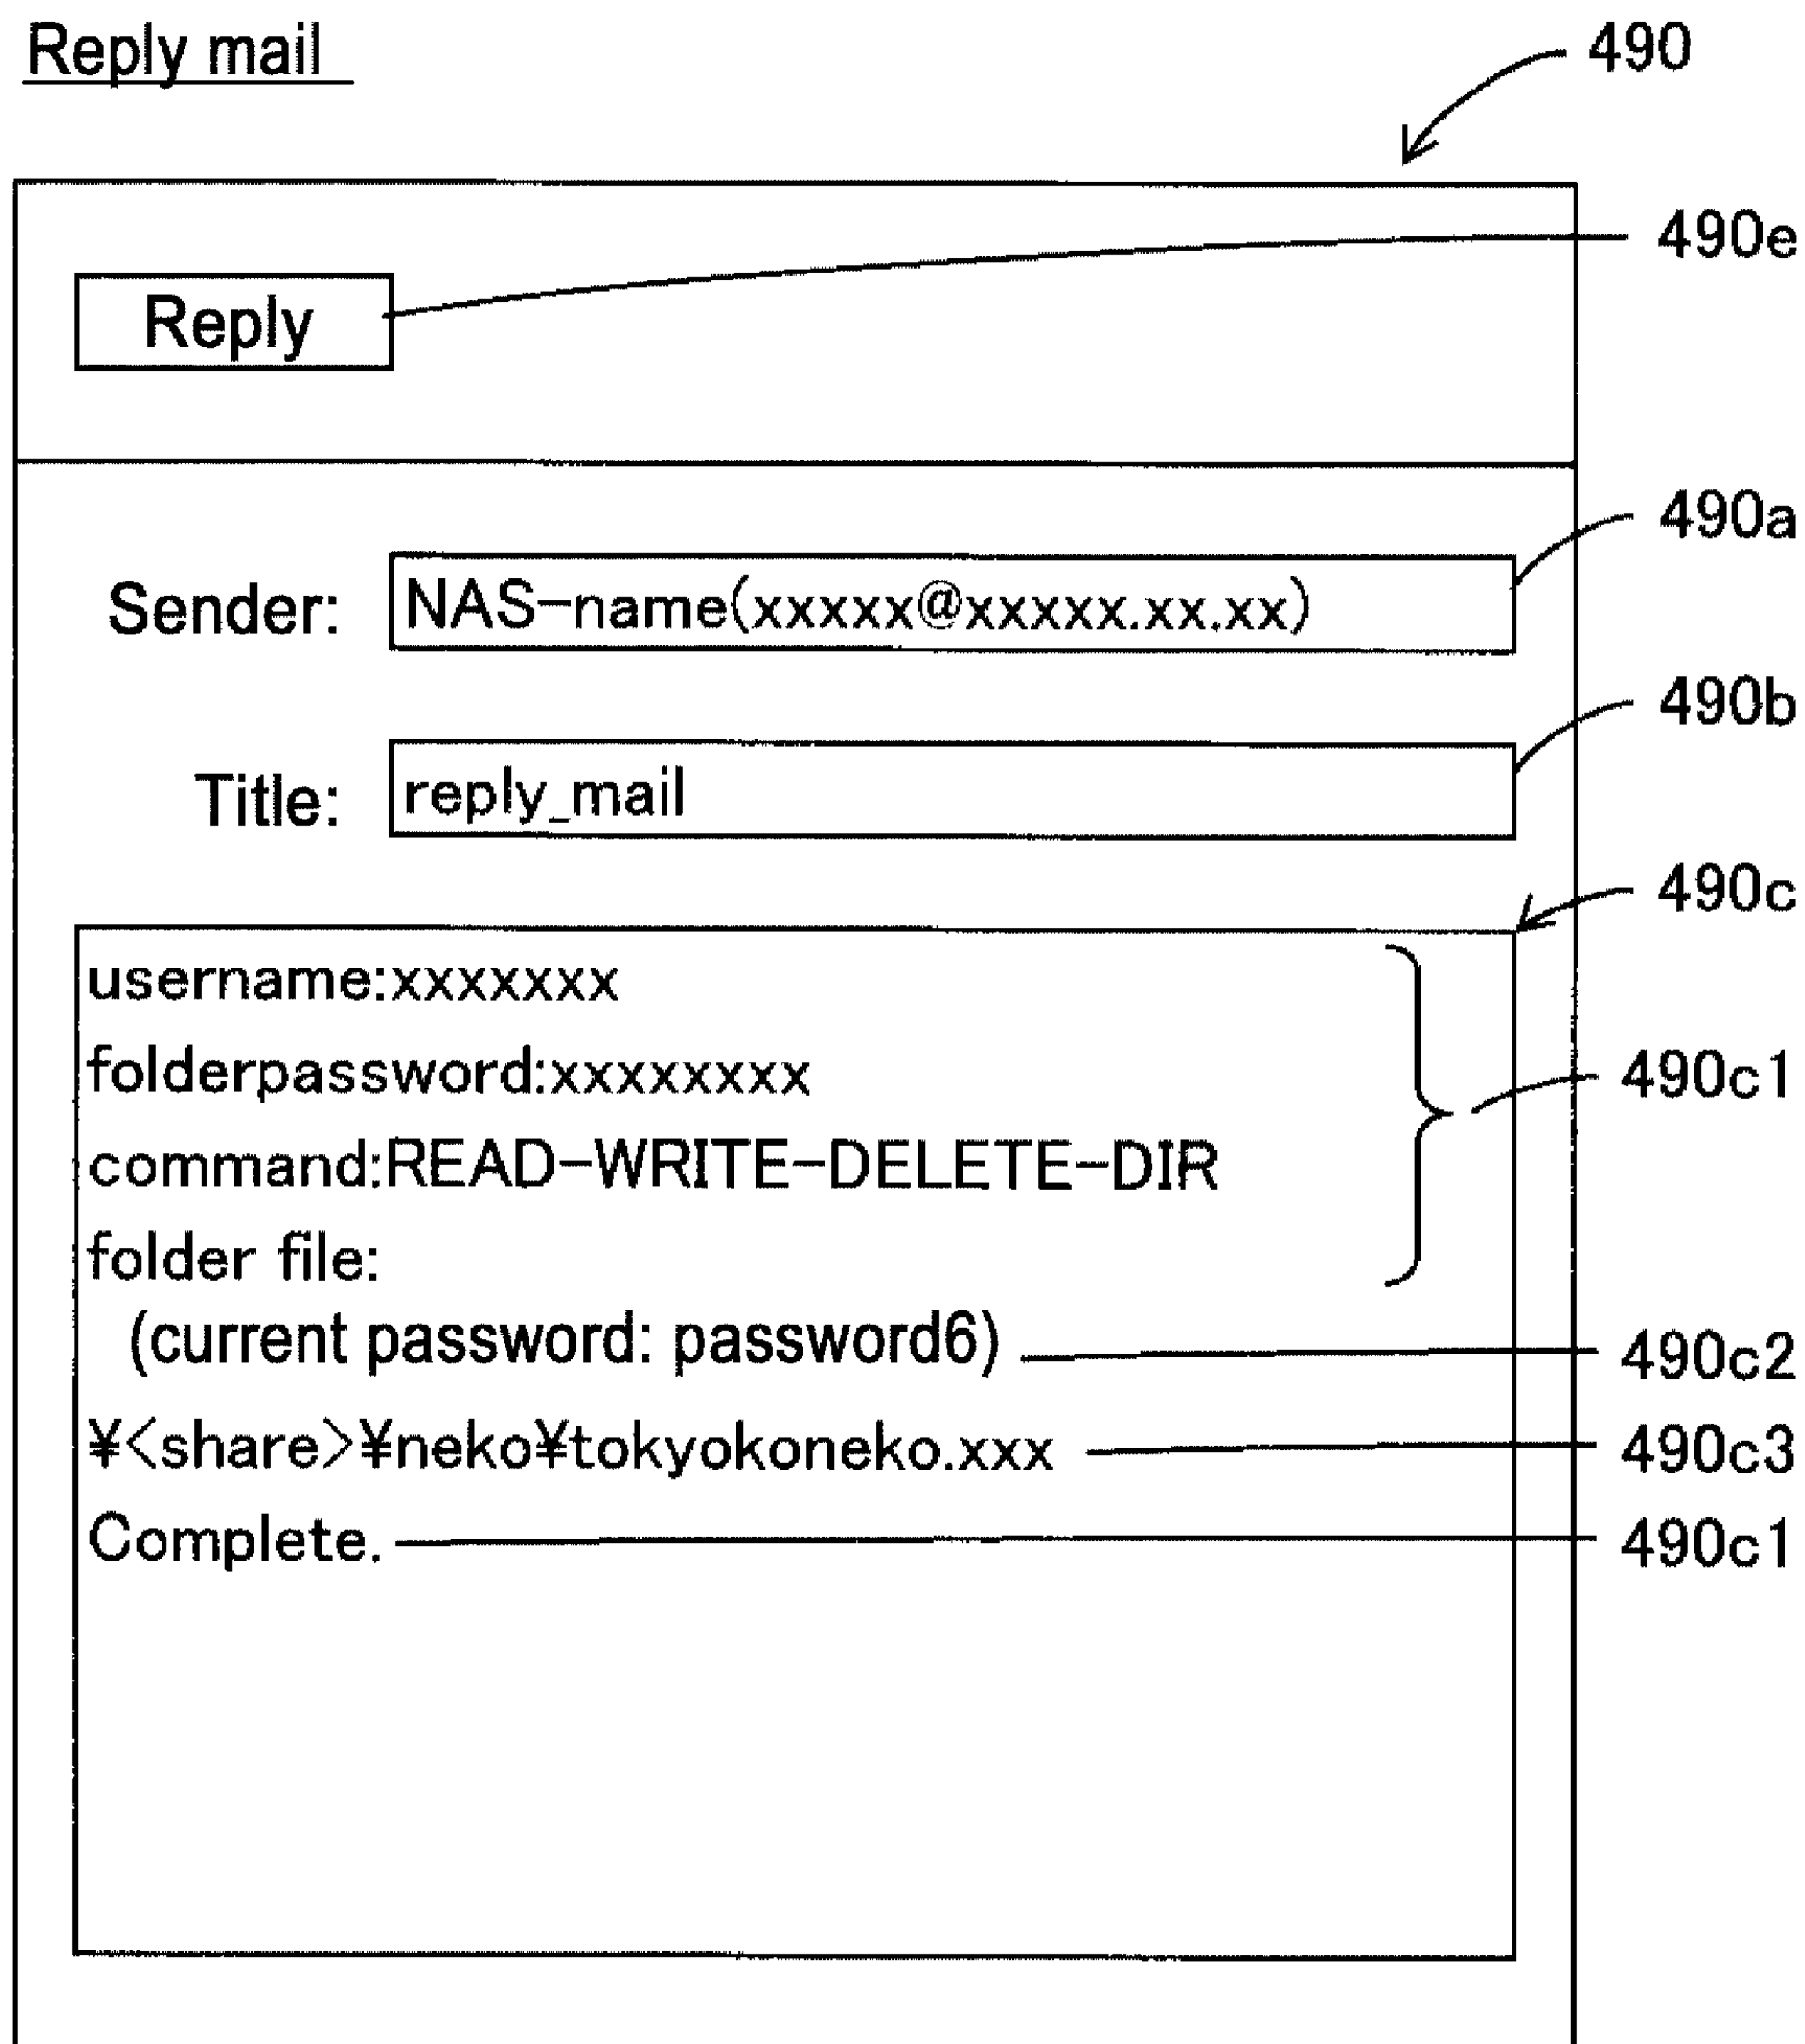 Reply mail
490
490e
Reply
490a
Sender: NAS-name(xxxxx@xxxxx.xx.xx)
490b
Title: reply_mail
490c
username:xxxxxxx
folderpassword:xxxxxxxx
490c1
command:READ-WRITE-DELETE-DIR
folder file:
(current password: password6)
490c2
¥<share>¥neko¥tokyokoneko.xxx
490c3
Complete.
490c1